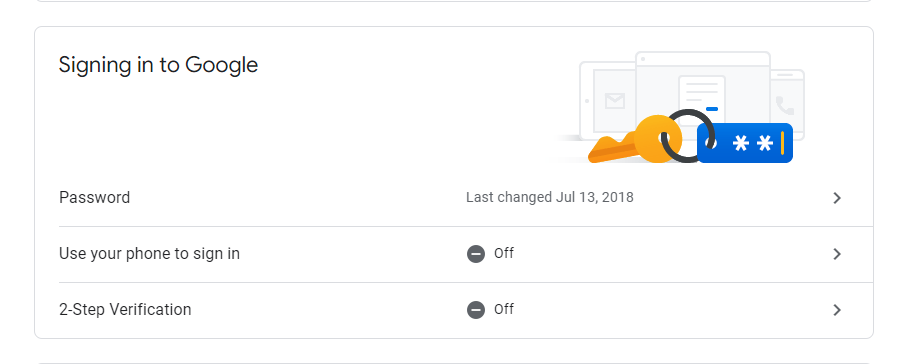 Signing in to Google
**
Password
Last changed Jul 13, 2018
Use your phone to sign in
Off
2-Step Verification
Off